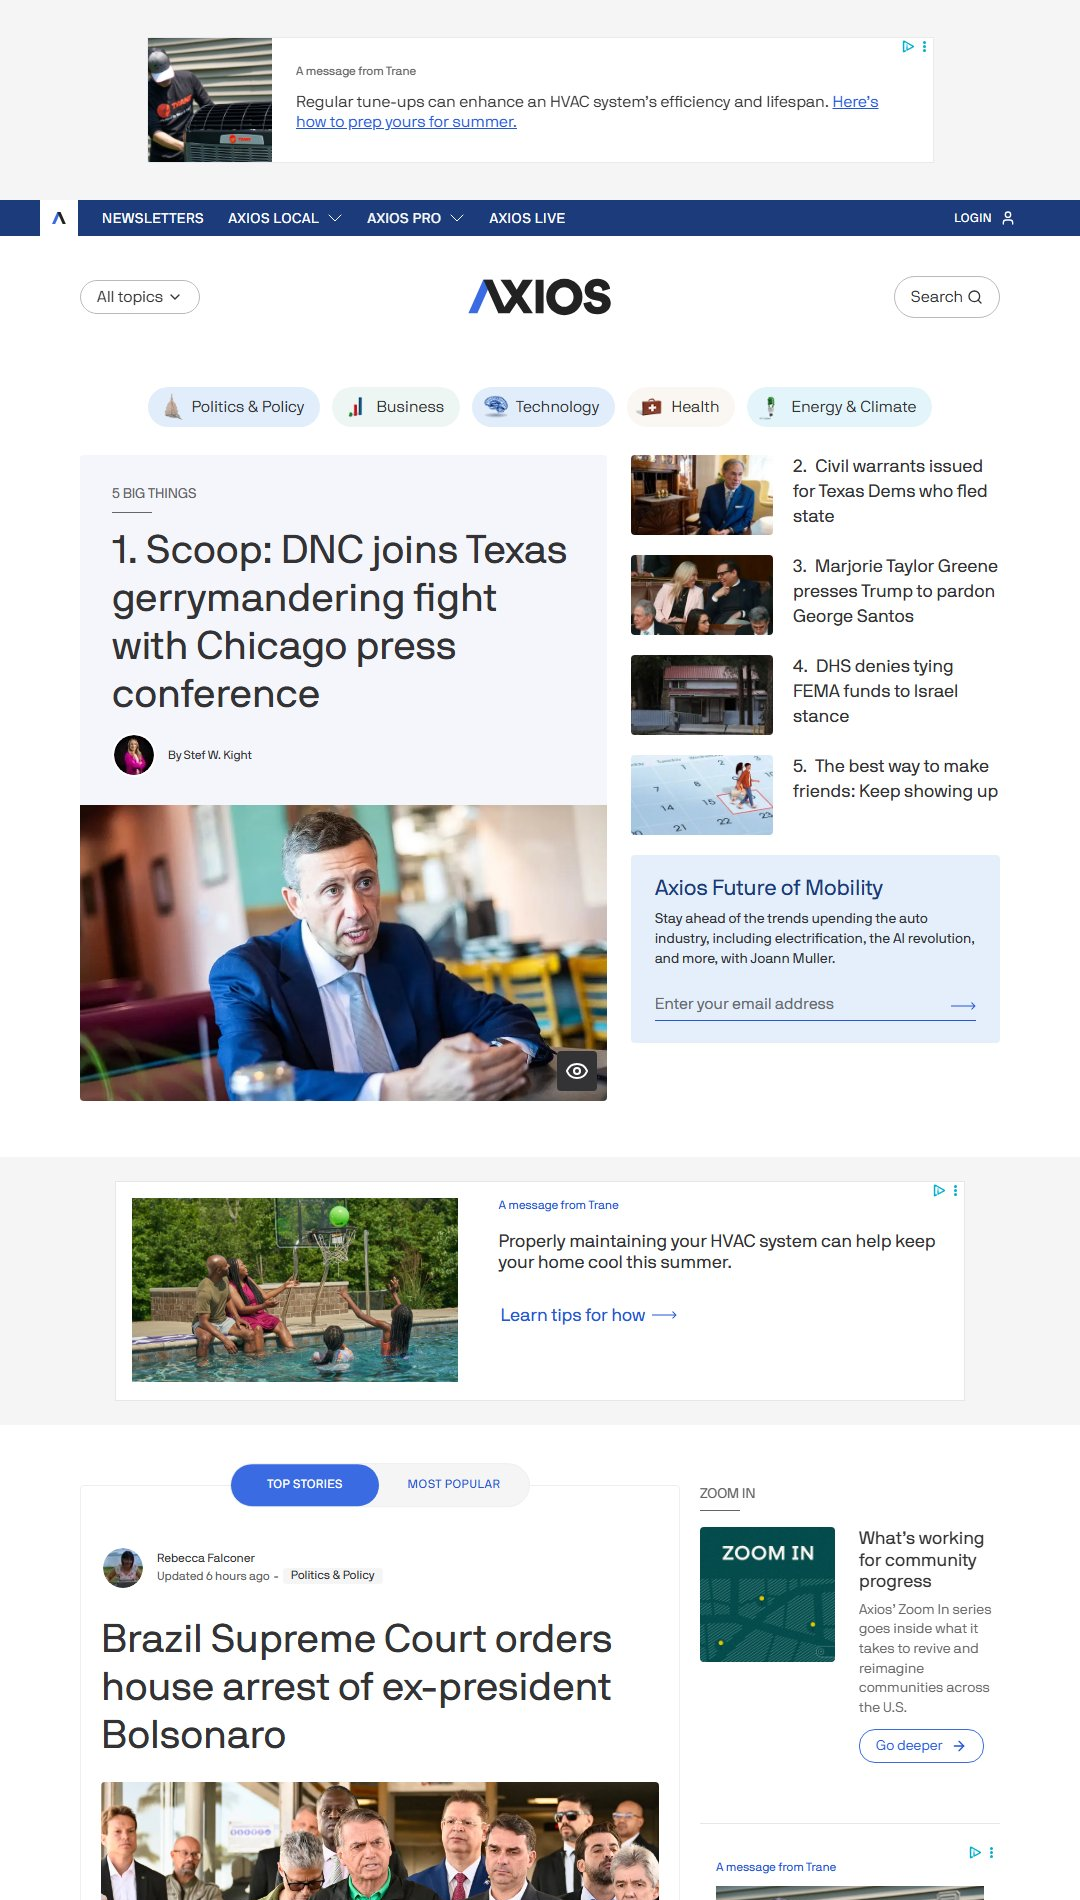 A message from Trane
Regular tune-ups can enhance an HVAC system's efficiency and lifespan. Here's
how to prep yours for summer.
NEWSLETTERS
AXIOS LOCAL
AXIOS PRO
AXIOS LIVE
LOGIN
All topics
AXIOS
Search
Politics & Policy
Business
Technology
Health
Energy & Climate
5 BIG THINGS
1. Scoop: DNC joins Texas
gerrymandering fight
with Chicago press
conference
By Stef W. Kight
2. Civil warrants issued
for Texas Dems who fled
state
3. Marjorie Taylor Greene
presses Trump to pardon
George Santos
4. DHS denies tying
FEMA funds to Israel
stance
5. The best way to make
friends: Keep showing up
Axios Future of Mobility
Stay ahead of the trends upending the auto
industry, including electrification, the AI revolution,
and more, with Joann Muller.
Enter your email address
A message from Trane
Properly maintaining your HVAC system can help keep
your home cool this summer.
Learn tips for how
TOP STORIES
MOST POPULAR
Rebecca Falconer
Updated 6 hours ago - Politics & Policy
Brazil Supreme Court orders
house arrest of ex-president
Bolsonaro
ZOOM IN
ZOOM IN
What's working
for community
progress
Axios' Zoom In series
goes inside what it
takes to revive and
reimagine
communities across
the U.S.
Go deeper
A message from Trane